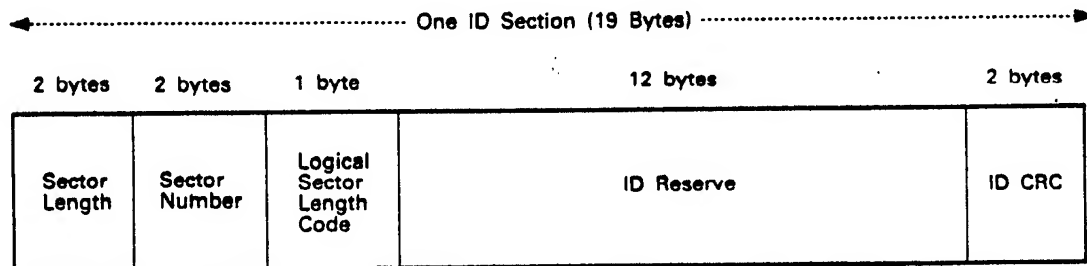 One ID Section (19 Bytes)
2 bytes 2 bytes 1 byte 12 bytes 2 bytes
Sector Length
Sector Number
Logical Sector Length Code
ID Reserve
ID CRC